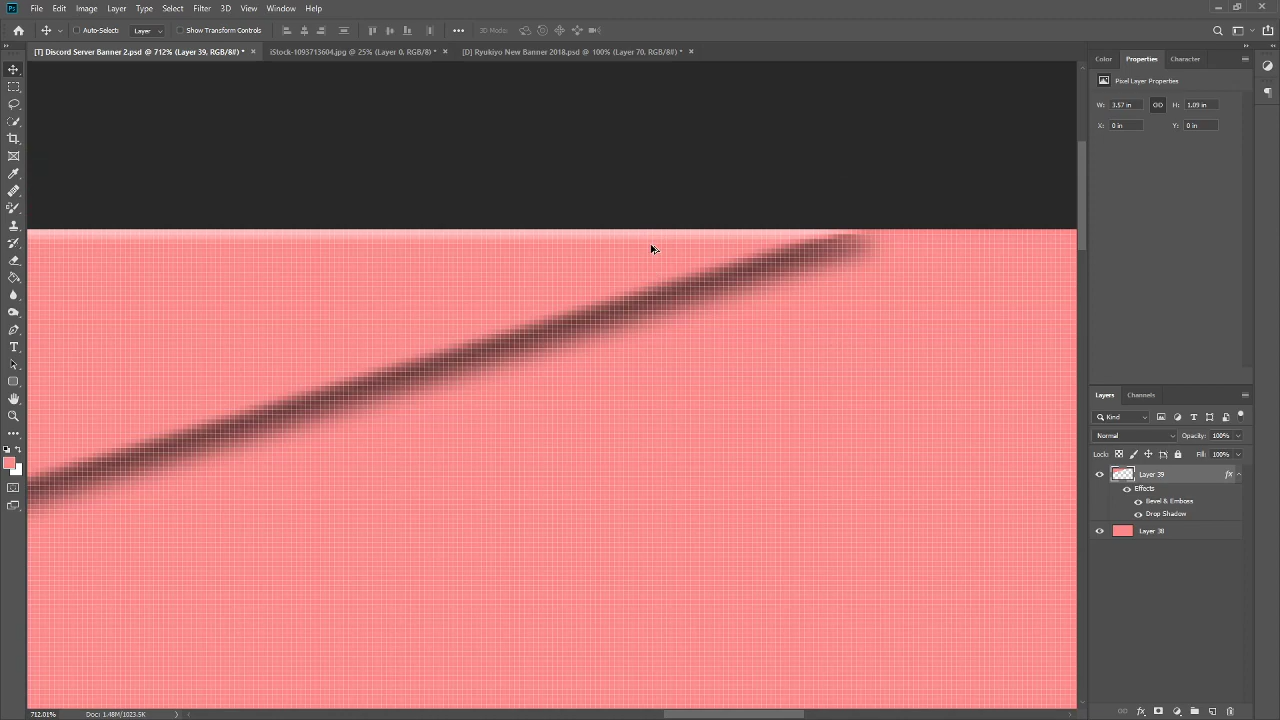 Ps File Edit Image Layer Type Select Filter 3D View Window Help
Auto-Select: Layer Show Transform Controls 3D Mode:
[T] Discord Server Banner 2.psd @ 712% (Layer 39, RGB/8#) * × iStock-1093713604.jpg @ 25% (Layer 0, RGB/8) * × [D] Ryukiyo New Banner 2018.psd @ 100% (Layer 70, RGB/8#) * ×
Color Properties Character
Pixel Layer Properties
W: 3.57 in H: 1.09 in
X: 0 in Y: 0 in
Layers Channels
Kind
Normal Opacity: 100%
Lock: Fill: 100%
Layer 39 fx
Effects
Bevel & Emboss
Drop Shadow
Layer 38
712.01% Doc: 1.48M/1023.5K